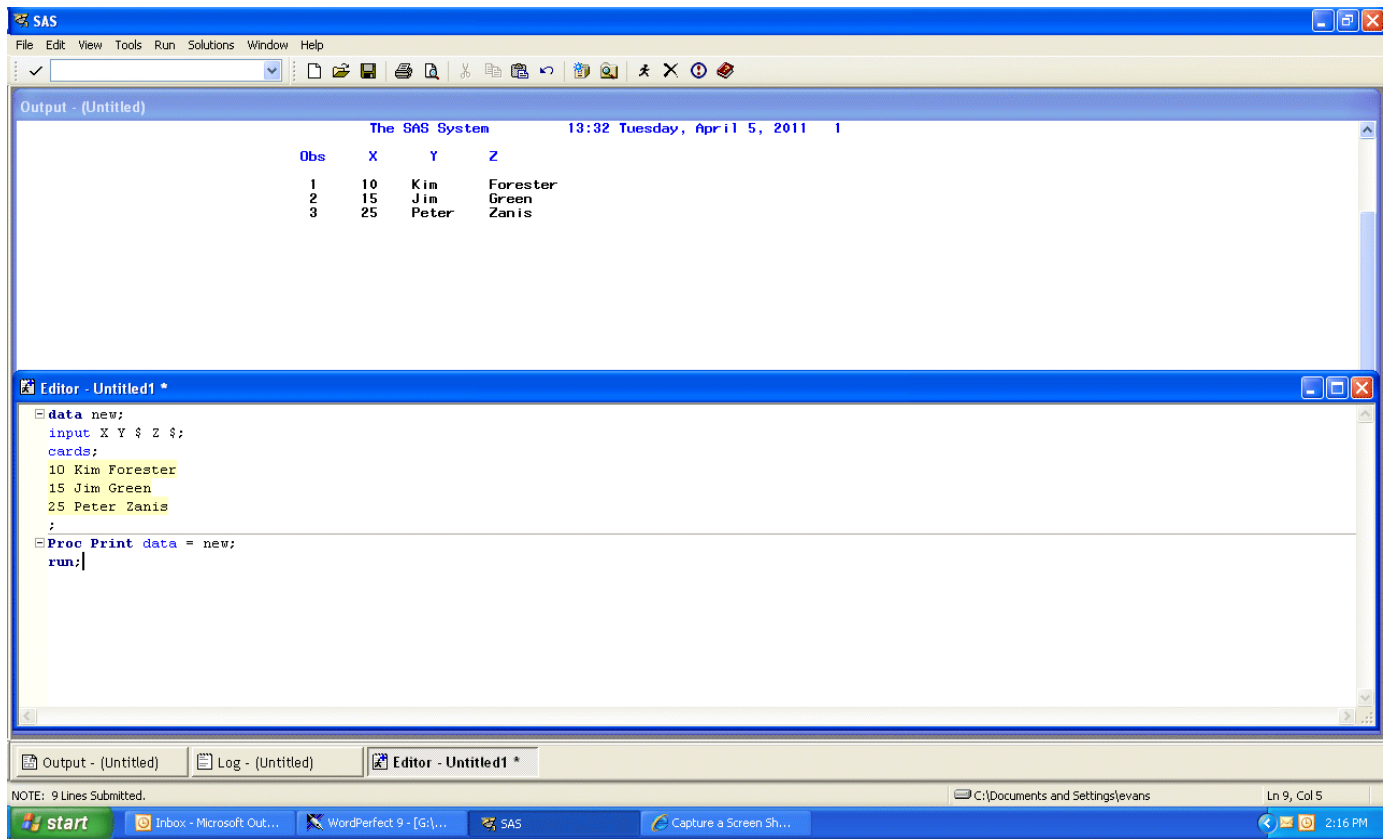 SAS
File Edit View Tools Run Solutions Window Help
Output - (Untitled)
The SAS System 13:32 Tuesday, April 5, 2011 1
Obs X Y Z
1 10 Kim Forester
2 15 Jim Green
3 25 Peter Zanis
Editor - Untitled1 *
data new;
input X Y $ Z $;
cards;
10 Kim Forester
15 Jim Green
25 Peter Zanis
;
Proc Print data = new;
run;
Output - (Untitled) Log - (Untitled) Editor - Untitled1 *
NOTE: 9 Lines Submitted. C:\Documents and Settings\evans Ln 9, Col 5
start Inbox - Microsoft Out... WordPerfect 9 - [G:\... SAS Capture a Screen Sh... 2:16 PM